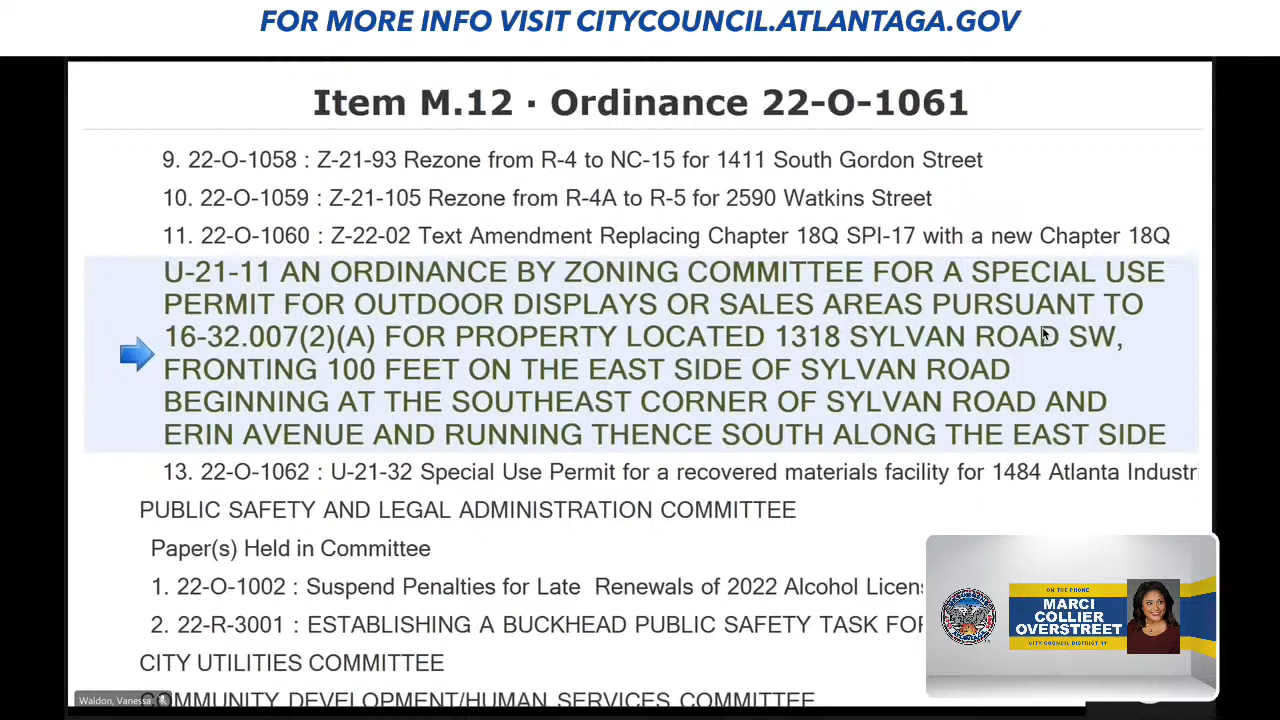 FOR MORE INFO VISIT CITYCOUNCIL.ATLANTAGA.GOV
Item M.12 · Ordinance 22-O-1061
9. 22-O-1058 : Z-21-93 Rezone from R-4 to NC-15 for 1411 South Gordon Street
10. 22-O-1059 : Z-21-105 Rezone from R-4A to R-5 for 2590 Watkins Street
11. 22-O-1060 : Z-22-02 Text Amendment Replacing Chapter 18Q SPI-17 with a new Chapter 18Q
U-21-11 AN ORDINANCE BY ZONING COMMITTEE FOR A SPECIAL USE
PERMIT FOR OUTDOOR DISPLAYS OR SALES AREAS PURSUANT TO
16-32.007(2)(A) FOR PROPERTY LOCATED 1318 SYLVAN ROAD SW,
FRONTING 100 FEET ON THE EAST SIDE OF SYLVAN ROAD
BEGINNING AT THE SOUTHEAST CORNER OF SYLVAN ROAD AND
ERIN AVENUE AND RUNNING THENCE SOUTH ALONG THE EAST SIDE
13. 22-O-1062 : U-21-32 Special Use Permit for a recovered materials facility for 1484 Atlanta Industri
PUBLIC SAFETY AND LEGAL ADMINISTRATION COMMITTEE
Paper(s) Held in Committee
1. 22-O-1002 : Suspend Penalties for Late Renewals of 2022 Alcohol Licens
2. 22-R-3001 : ESTABLISHING A BUCKHEAD PUBLIC SAFETY TASK FOR
CITY UTILITIES COMMITTEE
COMMUNITY DEVELOPMENT/HUMAN SERVICES COMMITTEE
Waldon, Vanessa
ON THE PHONE
MARCI
COLLIER
OVERSTREET
CITY COUNCIL DISTRICT 11